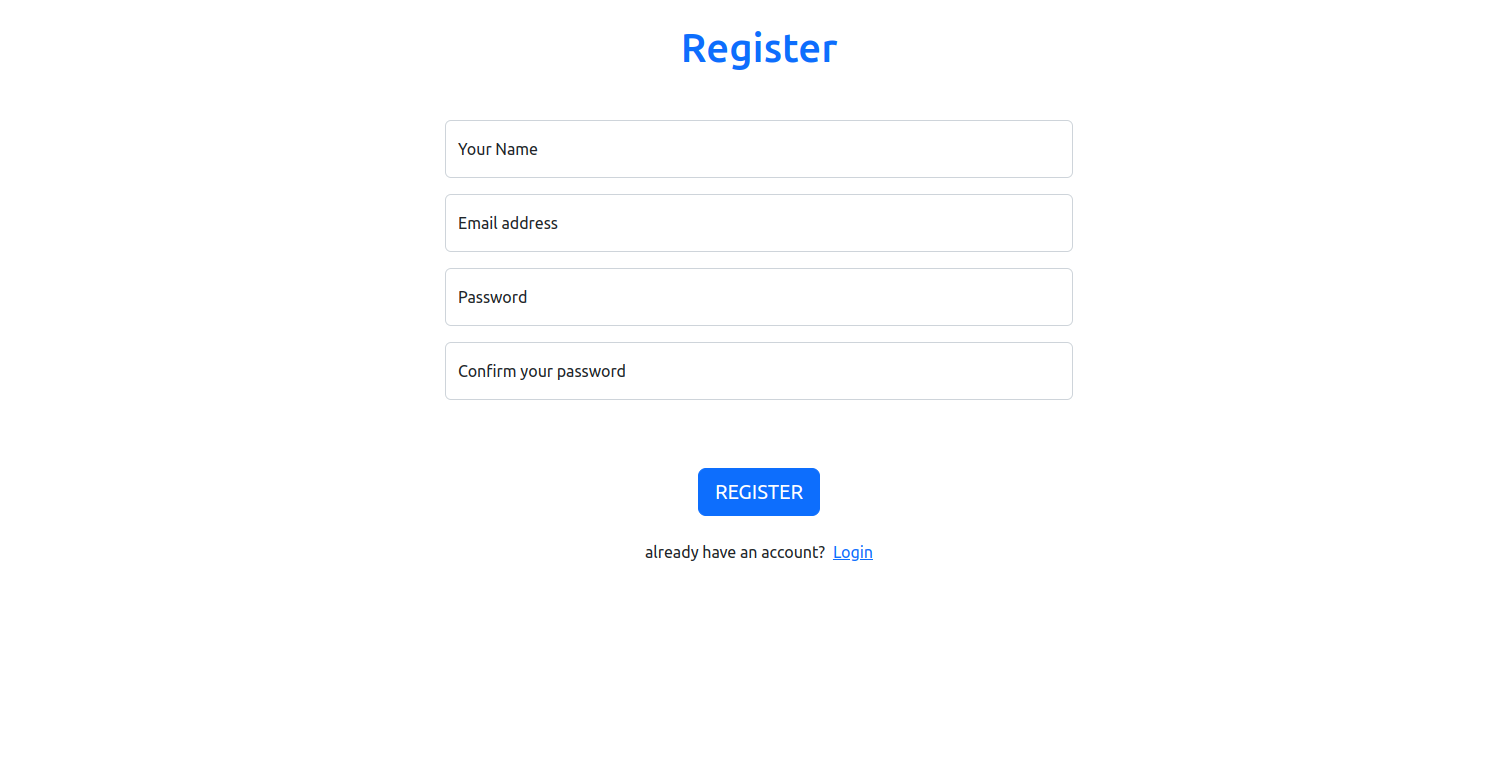 Register
Your Name
Email address
Password
Confirm your password
REGISTER
already have an account? Login